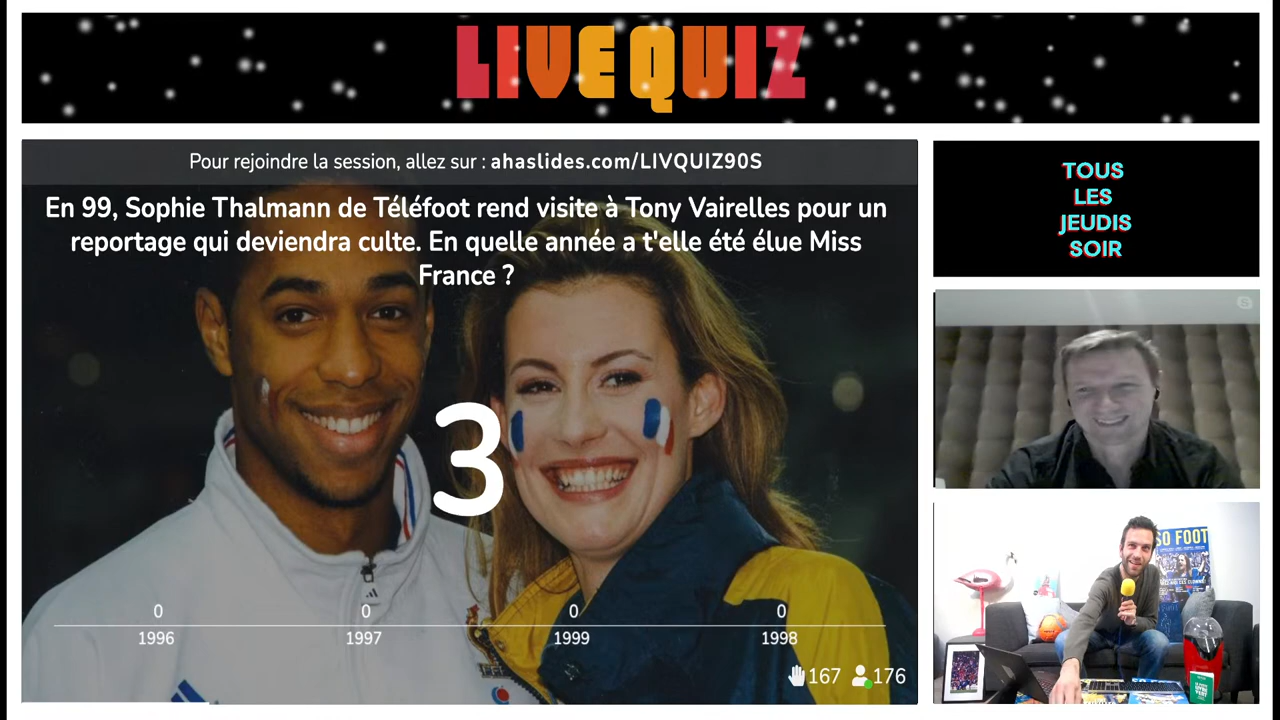 LIVE QUIZ
Pour rejoindre la session, allez sur : ahaslides.com/LIVQUIZ90S
En 99, Sophie Thalmann de Téléfoot rend visite à Tony Vairelles pour un
reportage qui deviendra culte. En quelle année a t'elle été élue Miss
France ?
3
0 0 0 0
1996 1997 1999 1998
167 176
TOUS
LES
JEUDIS
SOIR
SO FOOT